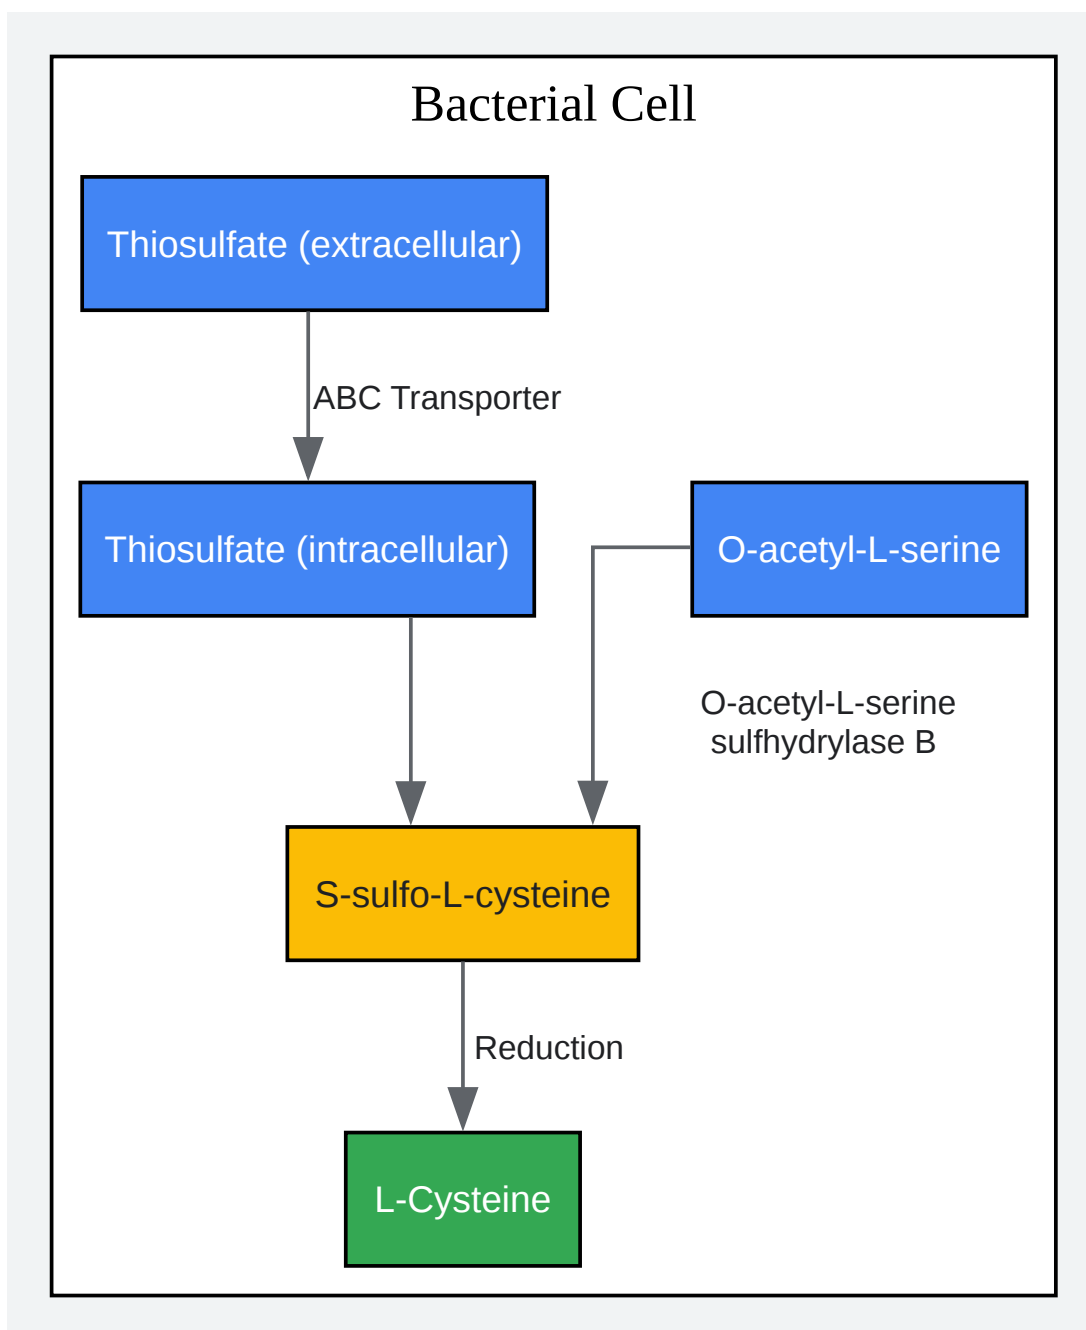 Bacterial Cell
Thiosulfate (extracellular)
ABC Transporter
Thiosulfate (intracellular)
O-acetyl-L-serine
O-acetyl-L-serine
sulfhydrylase B
S-sulfo-L-cysteine
Reduction
L-Cysteine